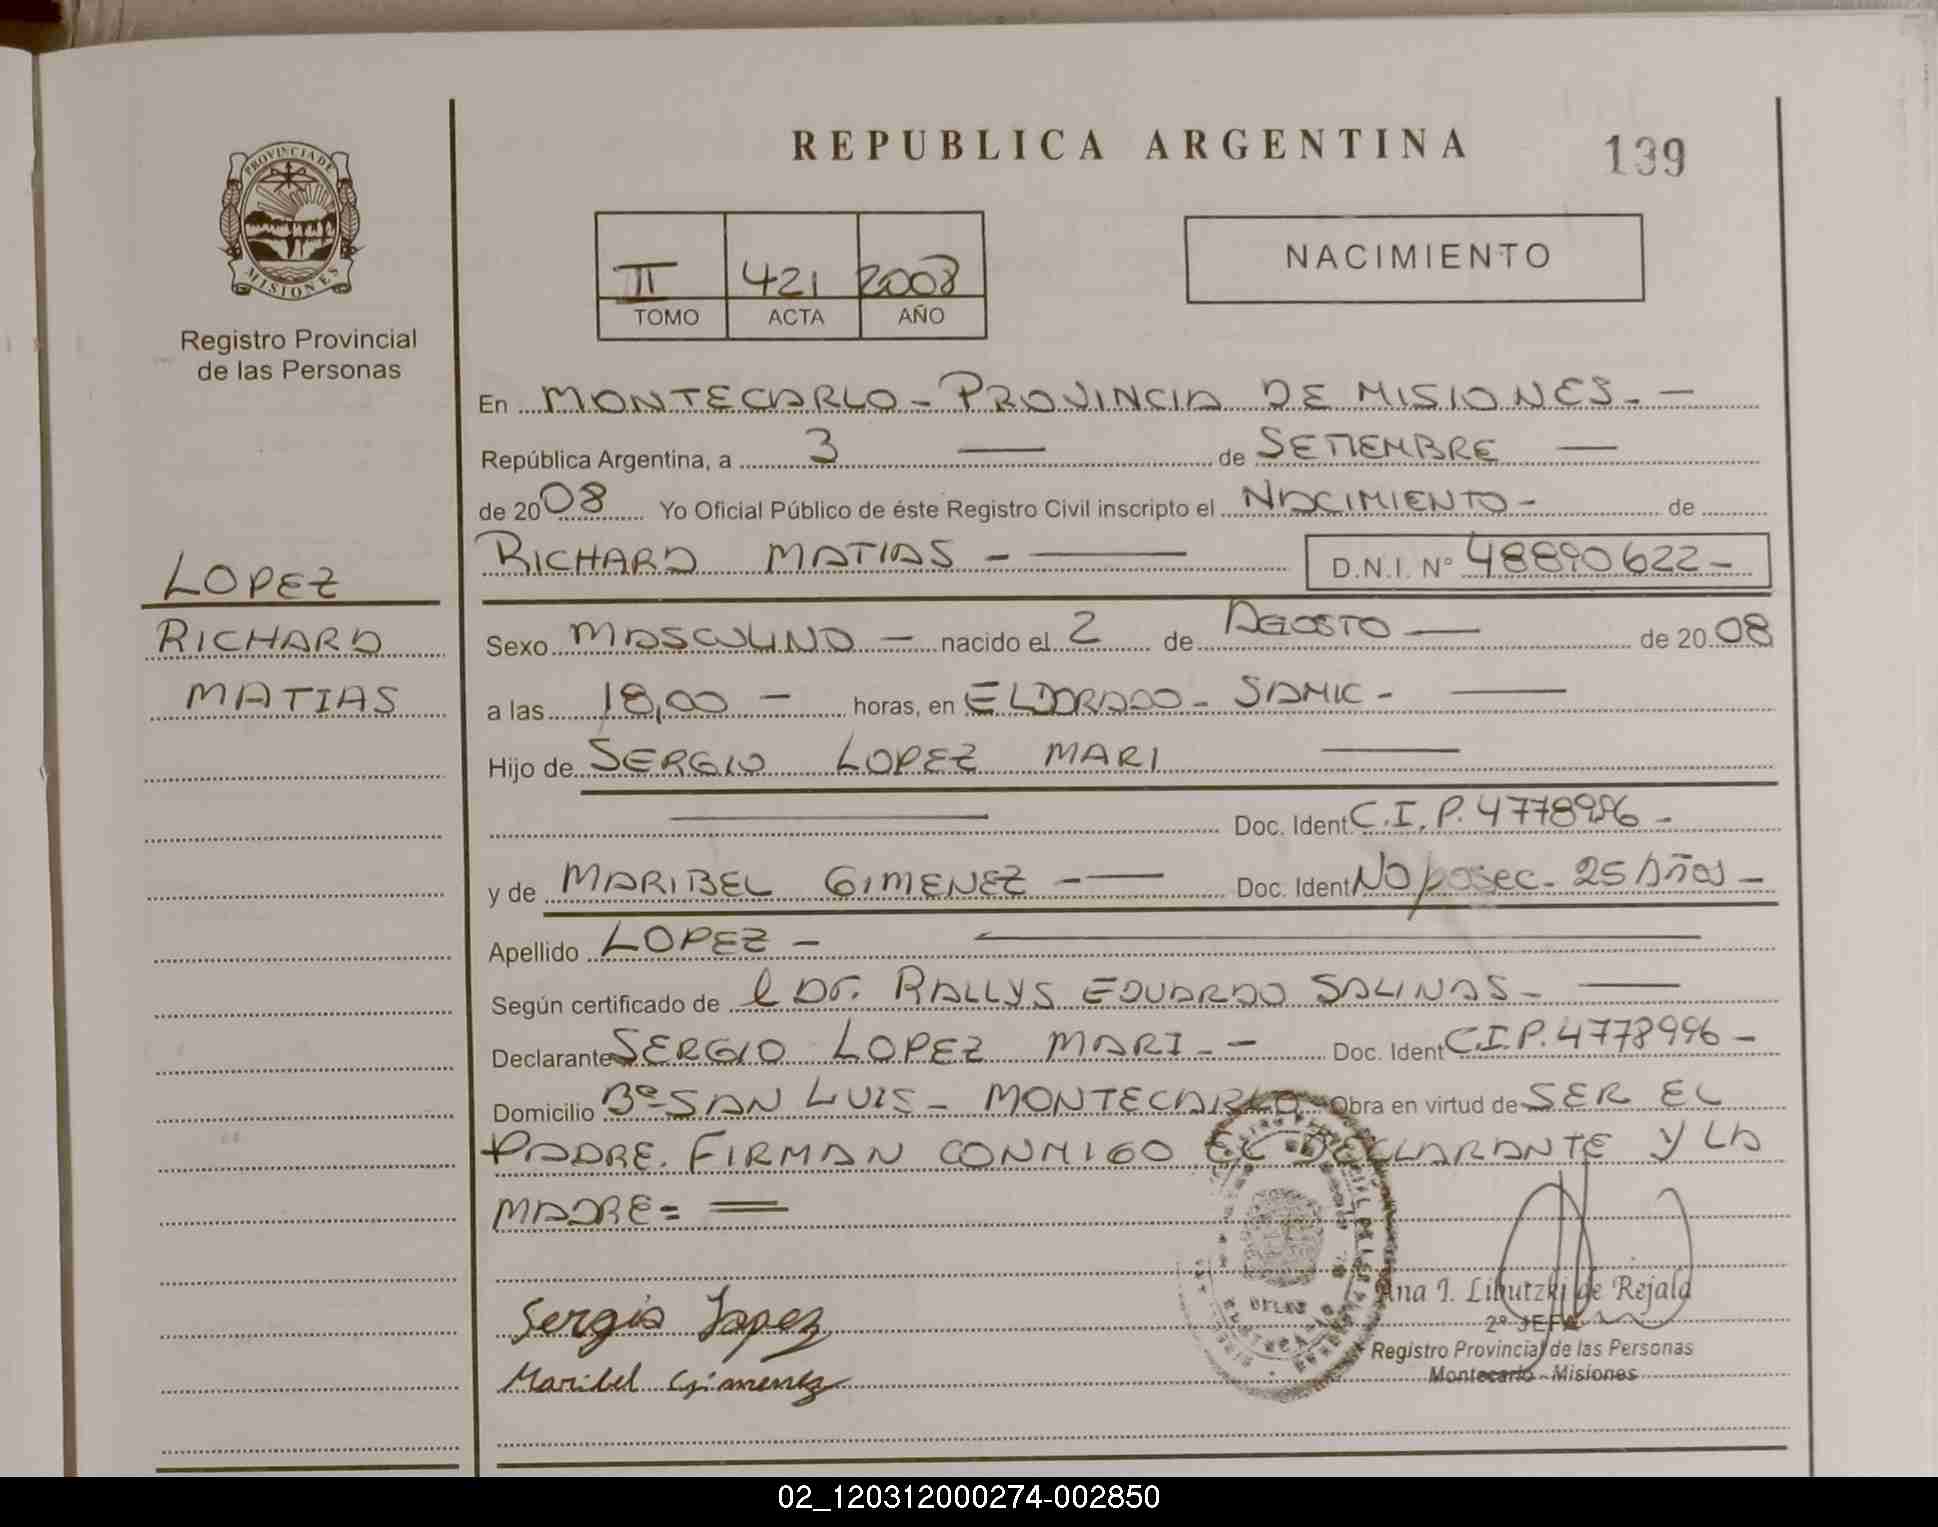 REPUBLICA ARGENTINA
139
PROVINCIA DE
MISIONES
Registro Provincial
de las Personas
II 421 2008
TOMO ACTA AÑO
NACIMIENTO
En MONTECARLO - PROVINCIA DE MISIONES. -
República Argentina, a 3 — de SETIEMBRE —
de 2008 Yo Oficial Público de éste Registro Civil inscripto el NACIMIENTO - de
RICHARD MATIAS - — D.N.I. N° 48890622 -
LOPEZ
RICHARD
MATIAS
Sexo MASCULINO - nacido el 2 de AGOSTO — de 2008
a las 18,00 - horas, en ELDORADO - SAMIC - —
Hijo de SERGIO LOPEZ MARI —
— Doc. Ident. C.I.P. 4778996 -
y de MARIBEL GIMENEZ - — Doc. Ident No posee - 25 Años -
Apellido LOPEZ - —
Según certificado de l Dr. RALLYS EDUARDO SALINAS - —
Declarante SERGIO LOPEZ MARI - - Doc. Ident C.I.P. 4778996 -
Domicilio Bº SAN LUIS - MONTECARLO - Obra en virtud de SER EL
PADRE. FIRMAN CONMIGO EL DECLARANTE Y LA
MADRE =
Sergio Lopez
Maribel Gimenez
Ana I. Libutzki de Rejala
2º JEFA
Registro Provincial de las Personas
Montecarlo - Misiones
02_120312000274-002850